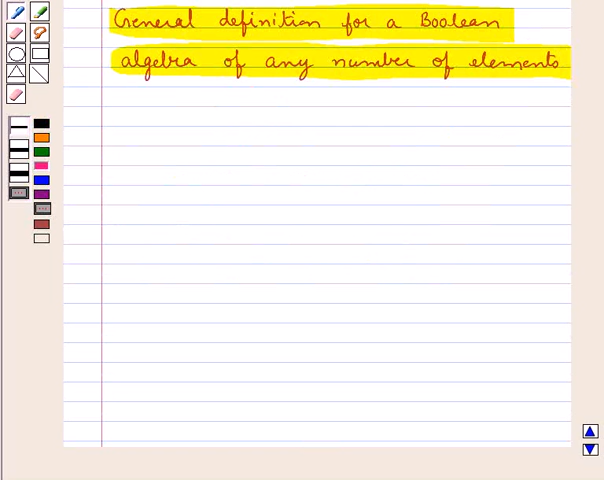 General definition for a Boolean
algebra of any number of elements